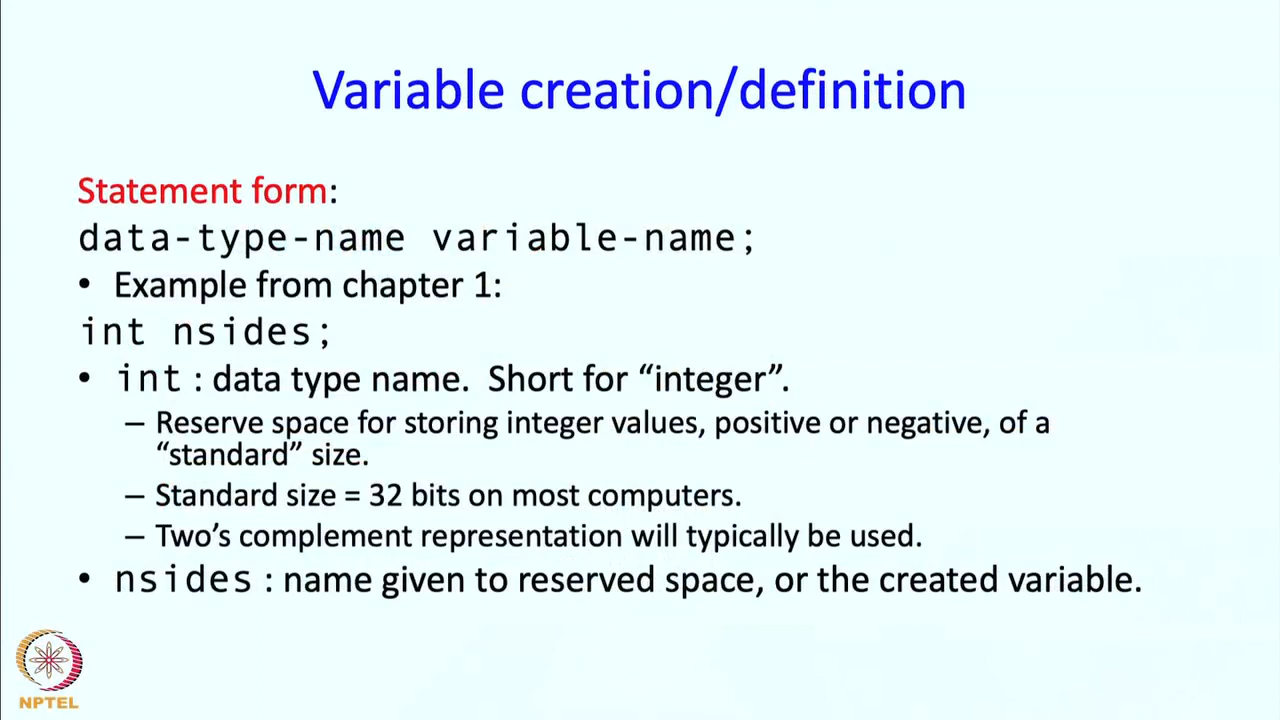 Variable creation/definition
Statement form:
data-type-name variable-name;
• Example from chapter 1:
int nsides;
• int : data type name. Short for “integer”.
– Reserve space for storing integer values, positive or negative, of a
“standard” size.
– Standard size = 32 bits on most computers.
– Two’s complement representation will typically be used.
• nsides : name given to reserved space, or the created variable.
NPTEL